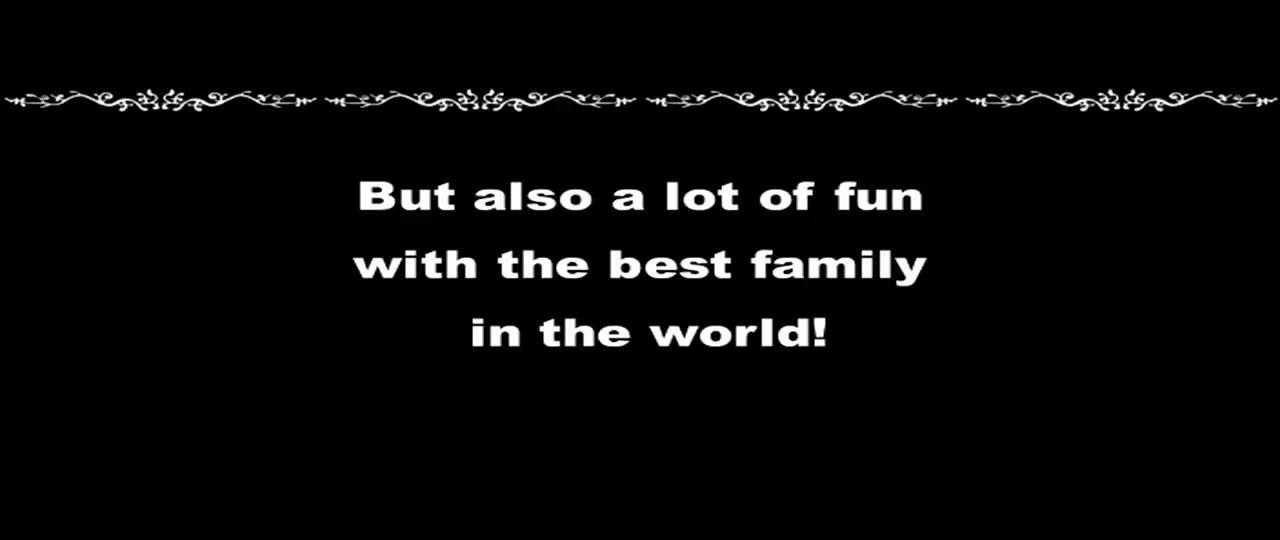 But also a lot of fun
with the best family
in the world!